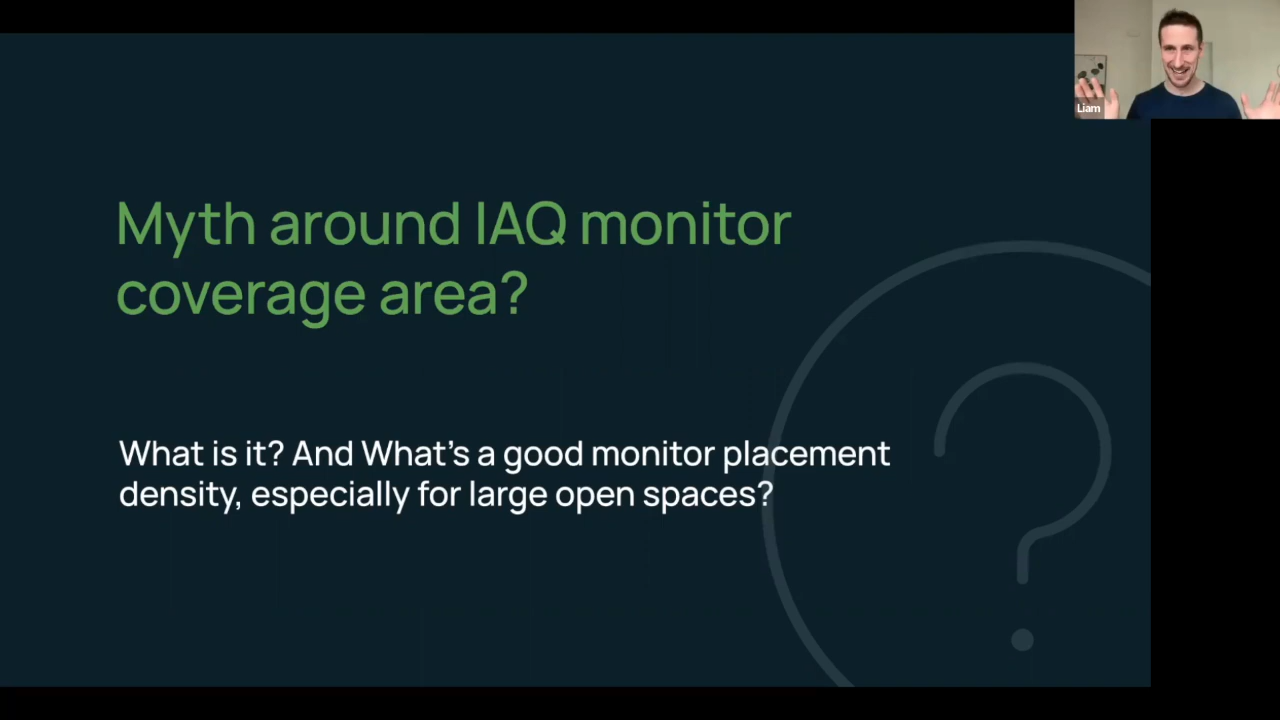 Liam
Myth around IAQ monitor
coverage area?
What is it? And What's a good monitor placement
density, especially for large open spaces?